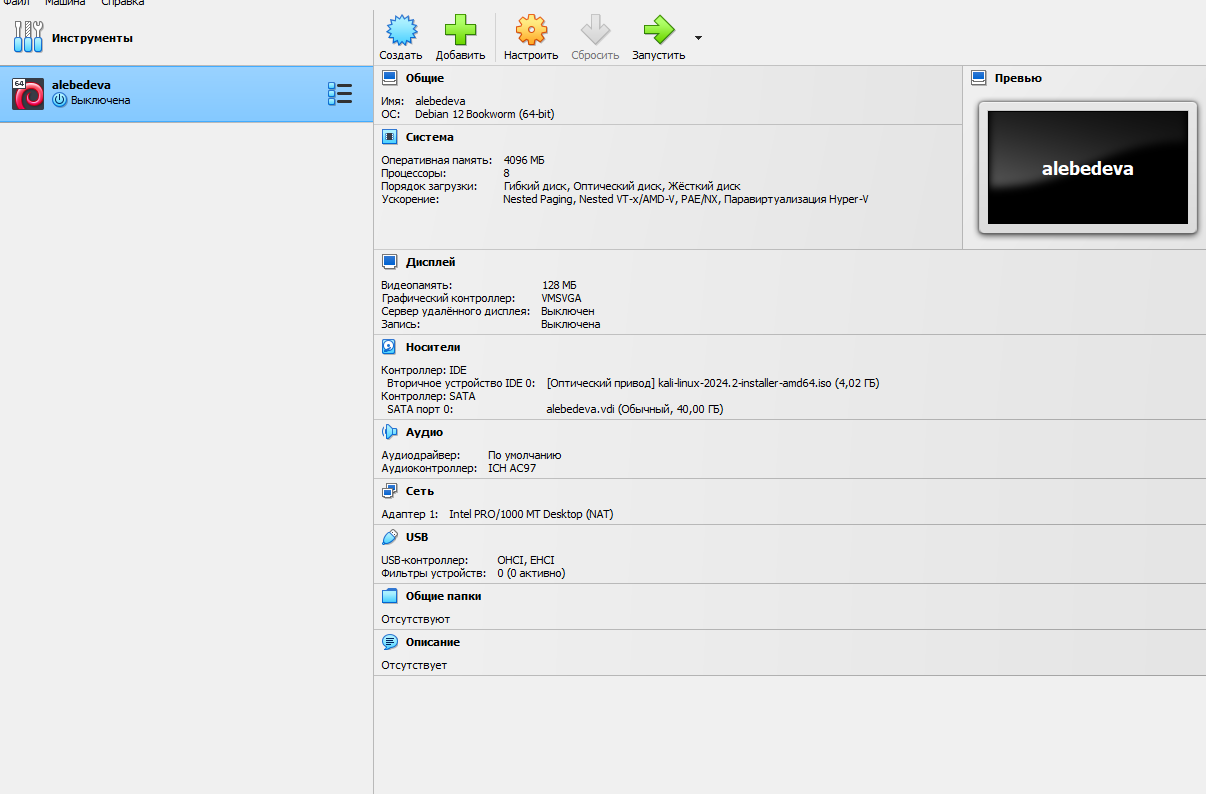 Файл Машина Справка
Инструменты
64
alebedeva
Выключена
Создать Добавить Настроить Сбросить Запустить
Общие
Имя: alebedeva
ОС: Debian 12 Bookworm (64-bit)
Превью
alebedeva
Система
Оперативная память: 4096 МБ
Процессоры: 8
Порядок загрузки: Гибкий диск, Оптический диск, Жёсткий диск
Ускорение: Nested Paging, Nested VT-x/AMD-V, PAE/NX, Паравиртуализация Hyper-V
Дисплей
Видеопамять: 128 МБ
Графический контроллер: VMSVGA
Сервер удалённого дисплея: Выключен
Запись: Выключена
Носители
Контроллер: IDE
Вторичное устройство IDE 0: [Оптический привод] kali-linux-2024.2-installer-amd64.iso (4,02 ГБ)
Контроллер: SATA
SATA порт 0: alebedeva.vdi (Обычный, 40,00 ГБ)
Аудио
Аудиодрайвер: По умолчанию
Аудиоконтроллер: ICH AC97
Сеть
Адаптер 1: Intel PRO/1000 MT Desktop (NAT)
USB
USB-контроллер: OHCI, EHCI
Фильтры устройств: 0 (0 активно)
Общие папки
Отсутствуют
Описание
Отсутствует